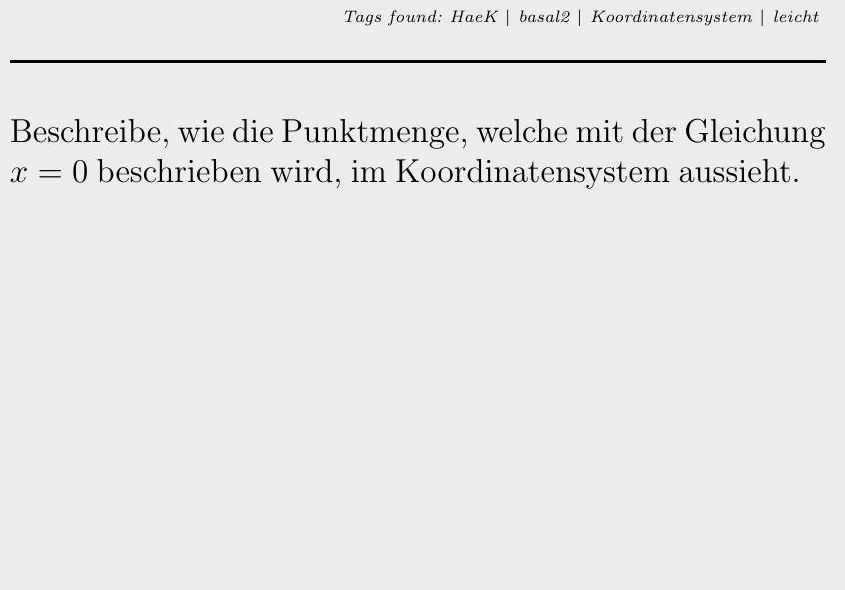 Tags found: HaeK | basal2 | Koordinatensystem | leicht
Beschreibe, wie die Punktmenge, welche mit der Gleichung
x = 0 beschrieben wird, im Koordinatensystem aussieht.